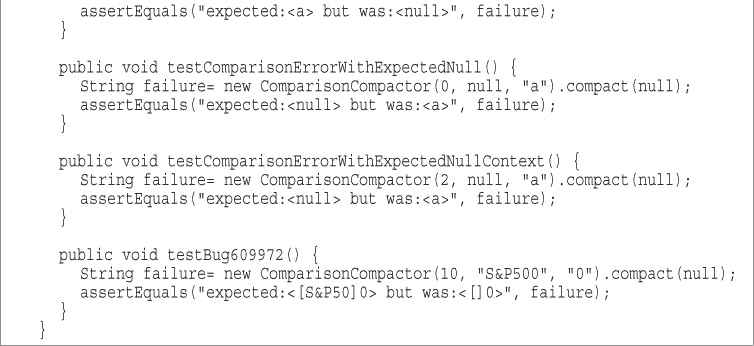 assertEquals("expected:<a> but was:<null>", failure);
}
public void testComparisonErrorWithExpectedNull() {
String failure= new ComparisonCompactor(0, null, "a").compact(null);
assertEquals("expected:<null> but was:<a>", failure);
}
public void testComparisonErrorWithExpectedNullContext() {
String failure= new ComparisonCompactor(2, null, "a").compact(null);
assertEquals("expected:<null> but was:<a>", failure);
}
public void testBug609972() {
String failure= new ComparisonCompactor(10, "S&P500", "0").compact(null);
assertEquals("expected:<[S&P50]0> but was:<[]0>", failure);
}
}